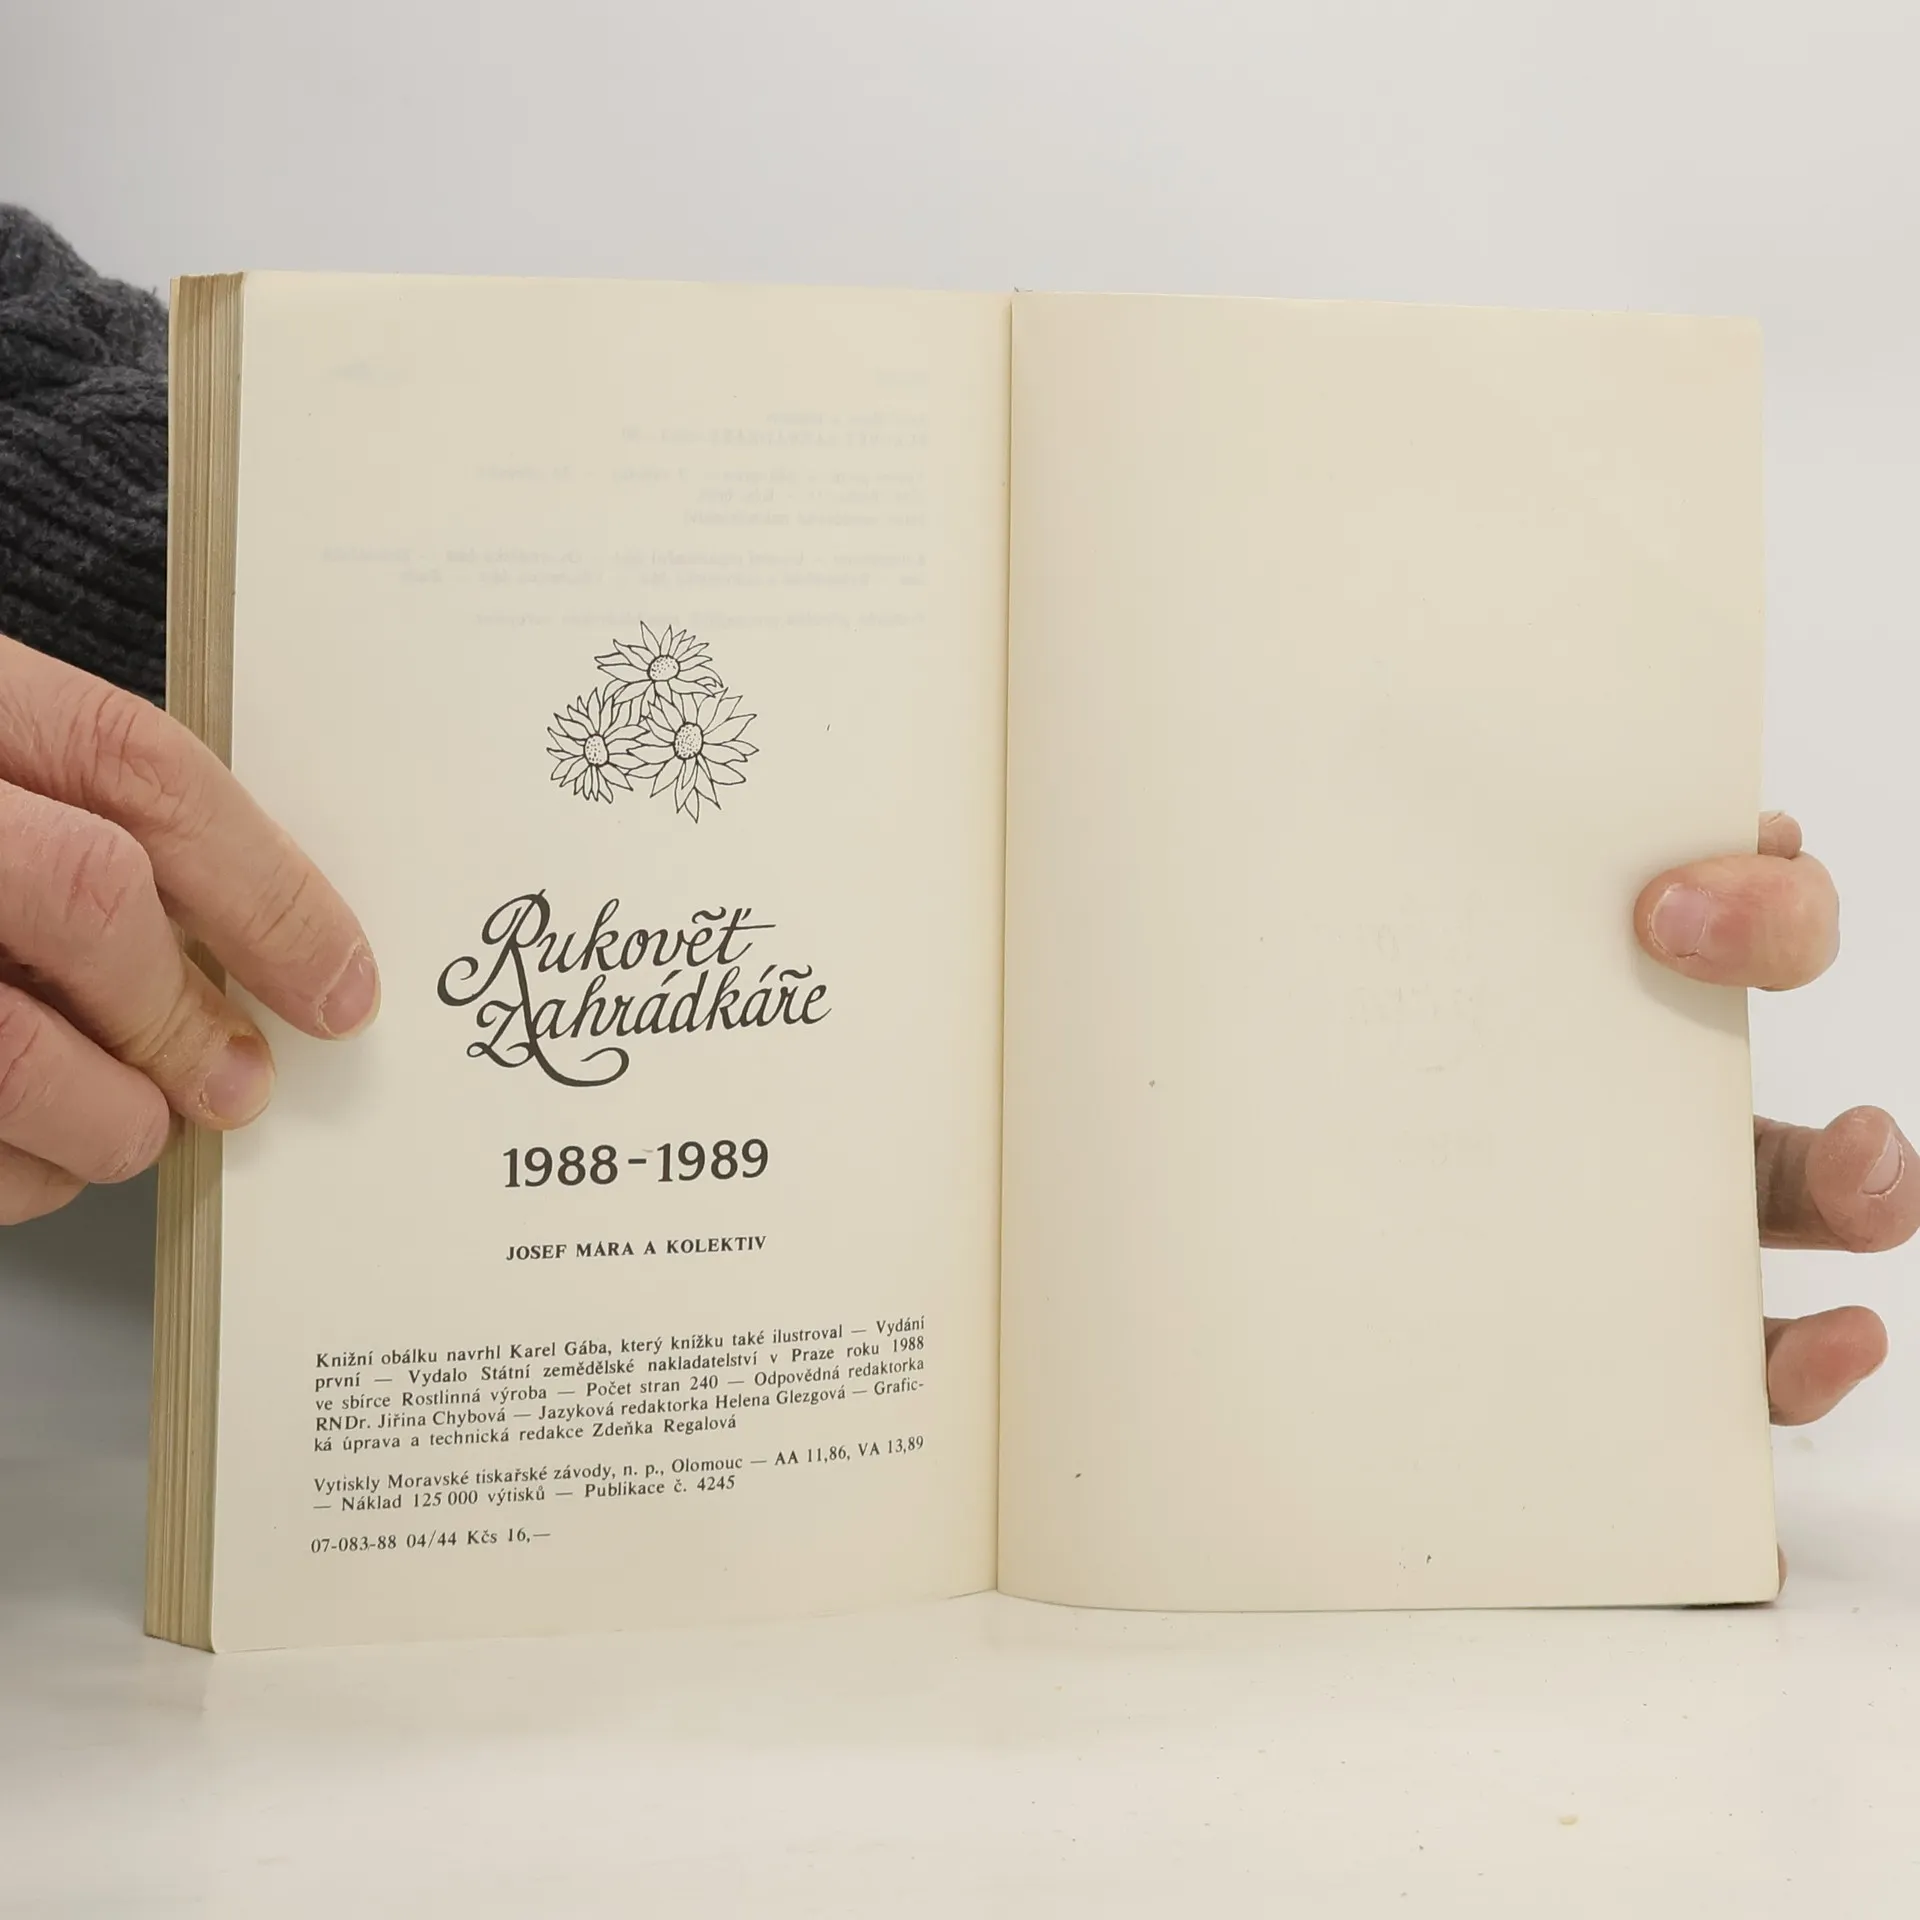 Rukověť
Zahrádkáře
1988-1989
JOSEF MÁRA A KOLEKTIV
Knižní obálku navrhl Karel Gába, který knížku také ilustroval — Vydání
první — Vydalo Státní zemědělské nakladatelství v Praze roku 1988
ve sbírce Rostlinná výroba — Počet stran 240 — Odpovědná redaktorka
RNDr. Jiřina Chybová — Jazyková redaktorka Helena Glezgová — Grafic-
ká úprava a technická redakce Zdeňka Regalová
Vytiskly Moravské tiskařské závody, n. p., Olomouc — AA 11,86, VA 13,89
— Náklad 125 000 výtisků — Publikace č. 4245
07-083-88 04/44 Kčs 16,—